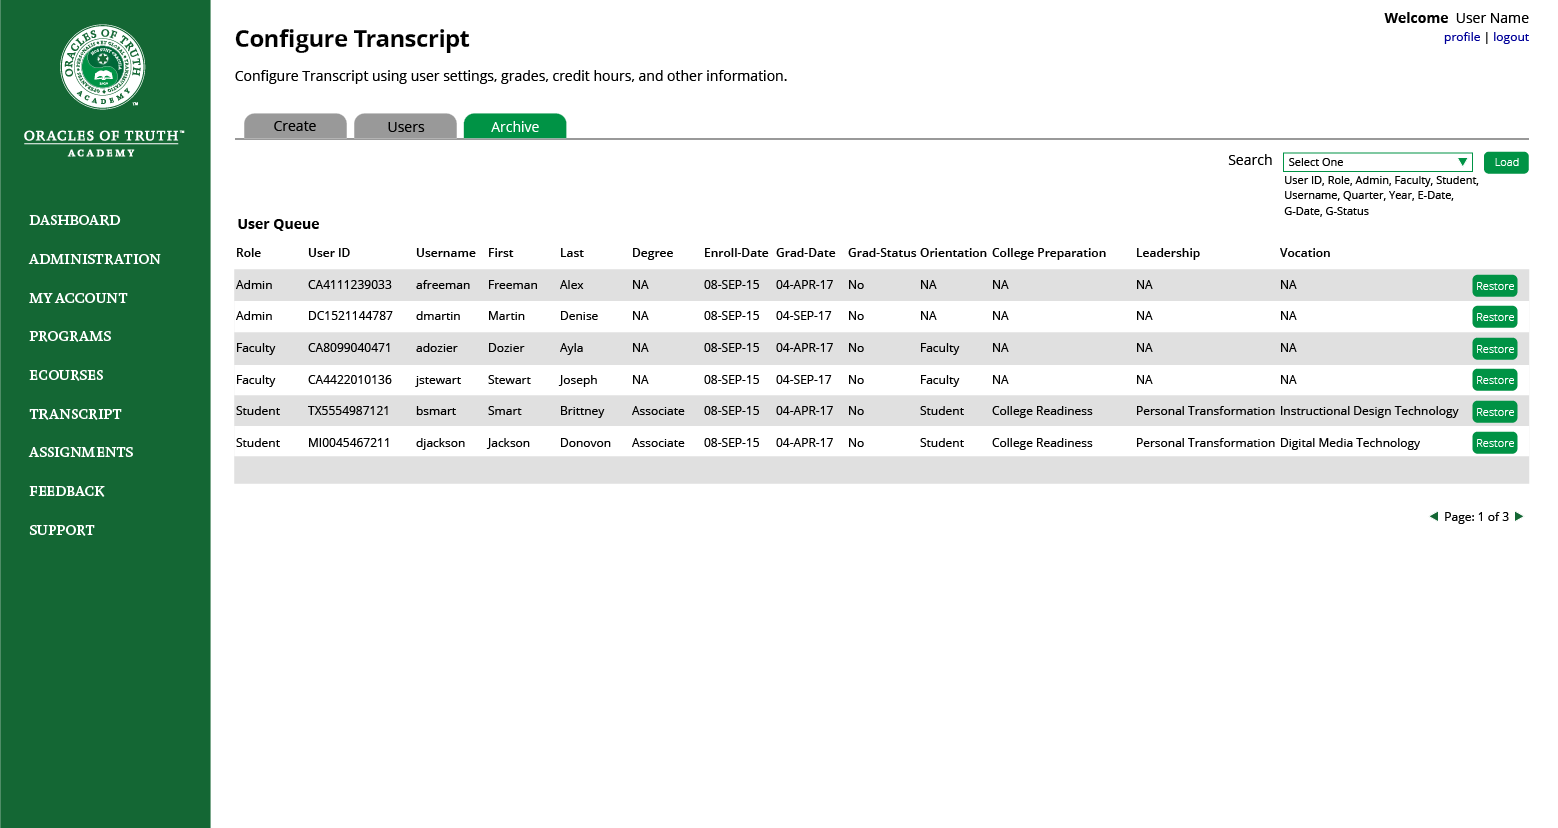 ORACLES OF TRUTH
ACADEMY
ORACLES OF TRUTH™
ACADEMY
DASHBOARD
ADMINISTRATION
MY ACCOUNT
PROGRAMS
ECOURSES
TRANSCRIPT
ASSIGNMENTS
FEEDBACK
SUPPORT
Welcome User Name
profile | logout
Configure Transcript
Configure Transcript using user settings, grades, credit hours, and other information.
Create Users Archive
Search Select One Load
User ID, Role, Admin, Faculty, Student,
Username, Quarter, Year, E-Date,
G-Date, G-Status
User Queue
Role User ID Username First Last Degree Enroll-Date Grad-Date Grad-Status Orientation College Preparation Leadership Vocation
Admin CA4111239033 afreeman Freeman Alex NA 08-SEP-15 04-APR-17 No NA NA NA NA Restore
Admin DC1521144787 dmartin Martin Denise NA 08-SEP-15 04-SEP-17 No NA NA NA NA Restore
Faculty CA8099040471 adozier Dozier Ayla NA 08-SEP-15 04-APR-17 No Faculty NA NA NA Restore
Faculty CA4422010136 jstewart Stewart Joseph NA 08-SEP-15 04-SEP-17 No Faculty NA NA NA Restore
Student TX5554987121 bsmart Smart Brittney Associate 08-SEP-15 04-APR-17 No Student College Readiness Personal Transformation Instructional Design Technology Restore
Student MI0045467211 djackson Jackson Donovon Associate 08-SEP-15 04-APR-17 No Student College Readiness Personal Transformation Digital Media Technology Restore
Page: 1 of 3